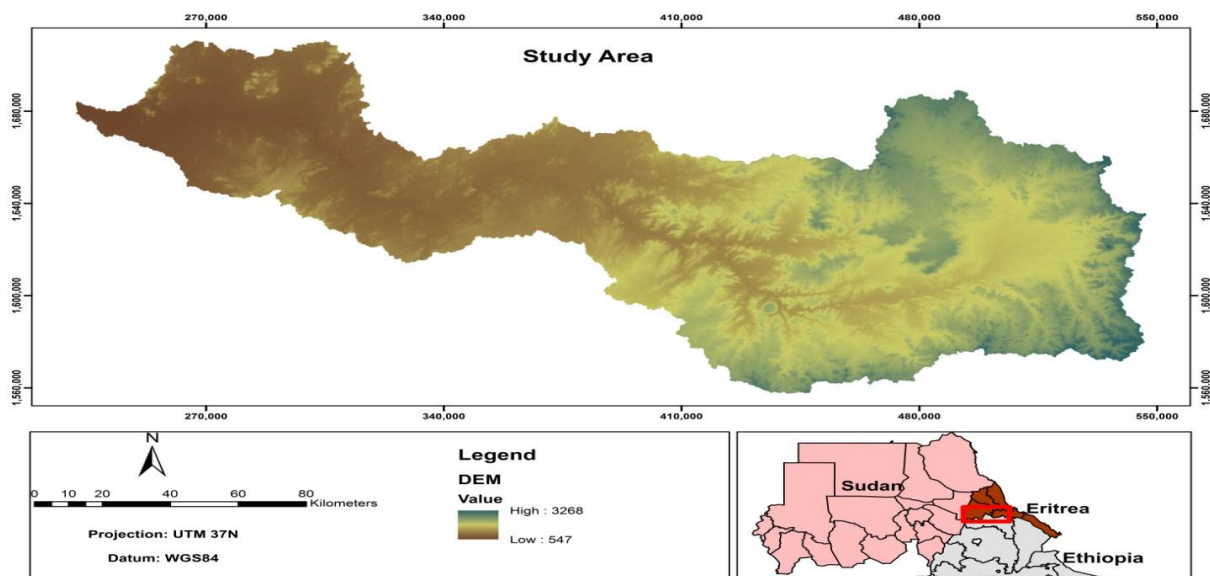 270,000 340,000 410,000 480,000 550,000
Study Area
1,680,000 1,680,000
1,640,000 1,640,000
1,600,000 1,600,000
1,560,000 1,560,000
270,000 340,000 410,000 480,000 550,000
N
0 5 10 20 40 60 80
Kilometers
Projection: UTM 37N
Datum: WGS84
Legend
DEM
Value
High : 3268
Low : 547
Sudan
Eritrea
Ethiopia